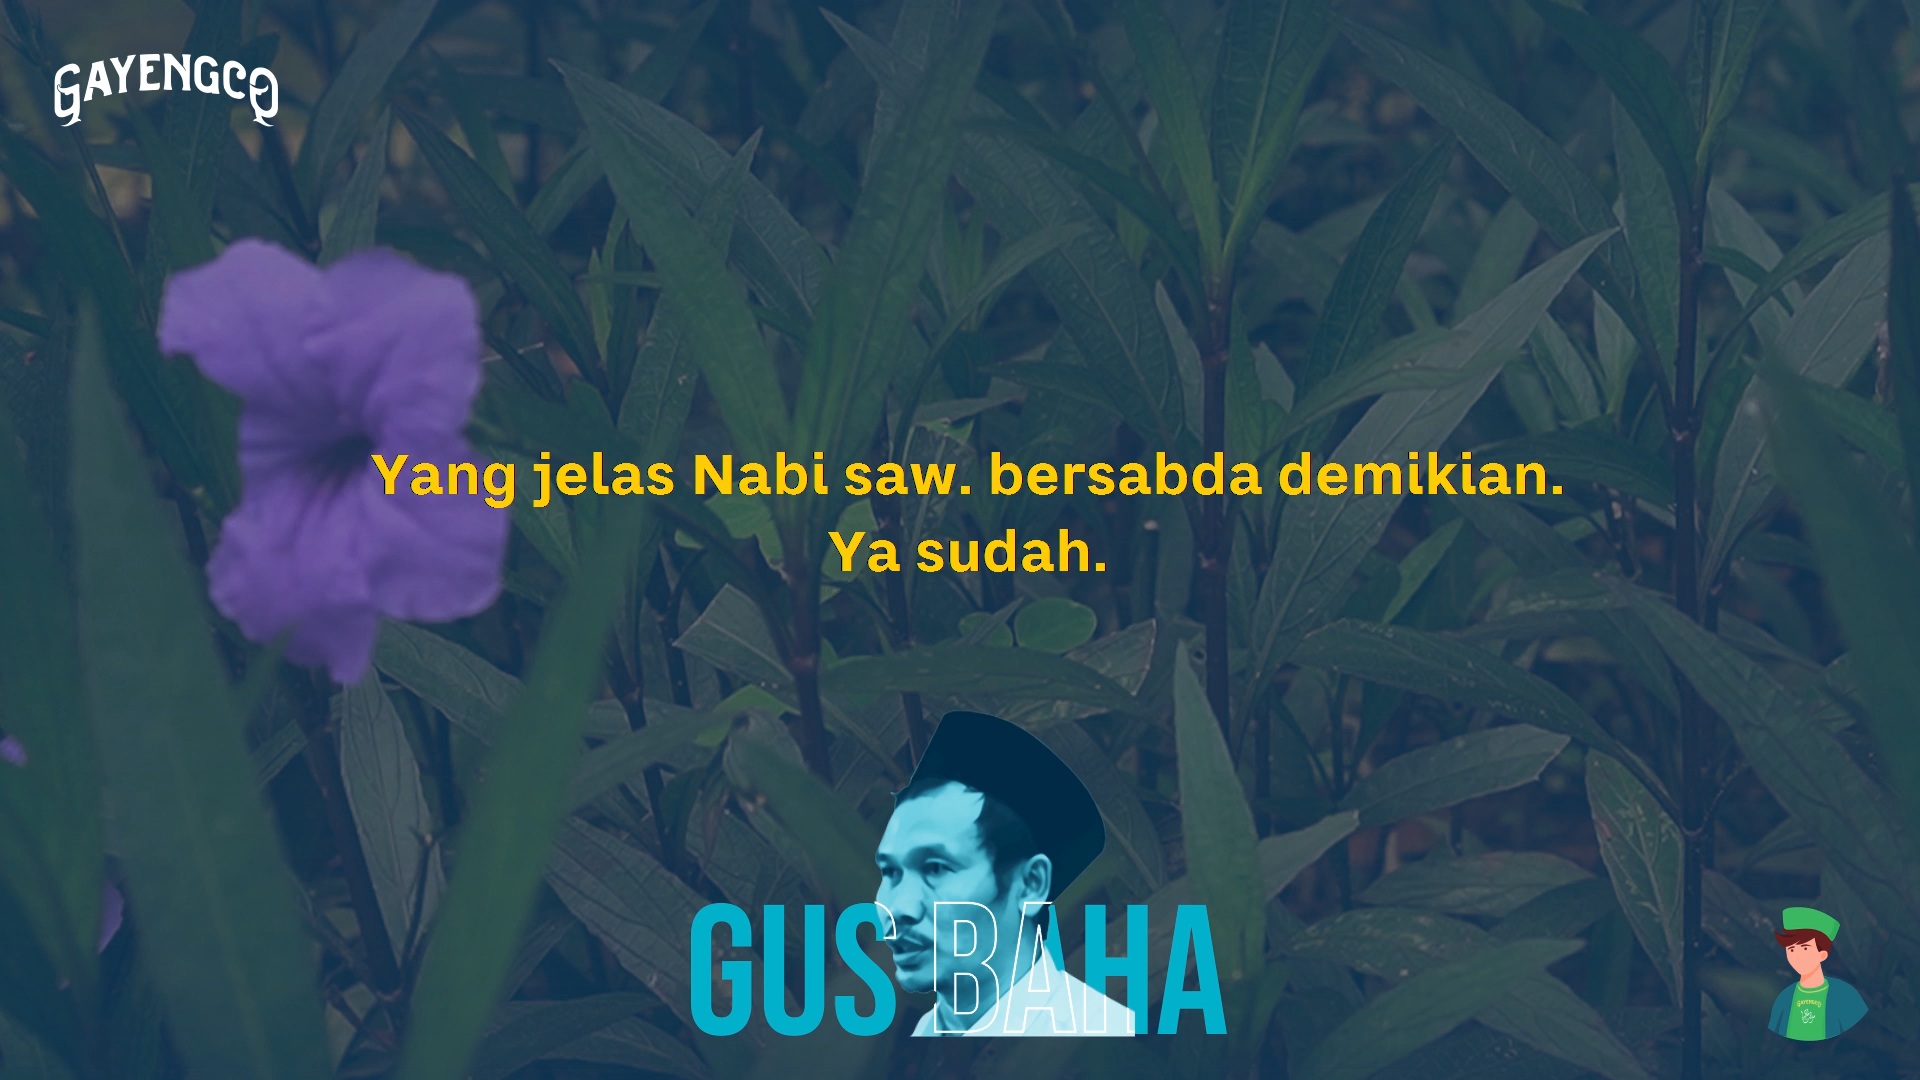 GAYENGCO
Yang jelas Nabi saw. bersabda demikian.
Ya sudah.
GUS BAHA